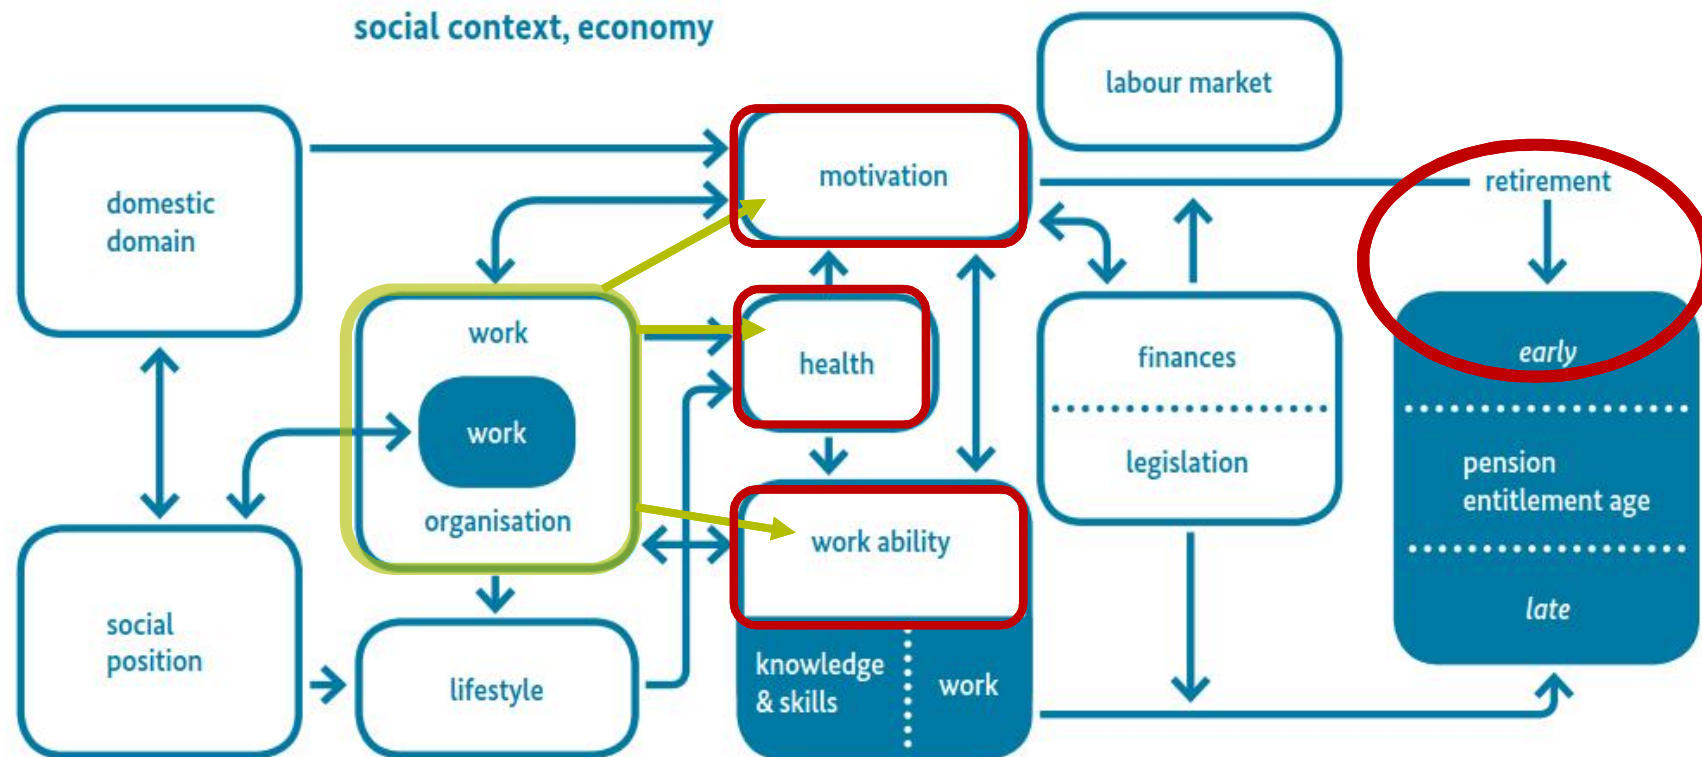 social context, economy
labour market
motivation
retirement
domestic
domain
work
health
finances
early
work
legislation
pension
entitlement age
organisation
work ability
social
position
late
lifestyle
knowledge
& skills
work